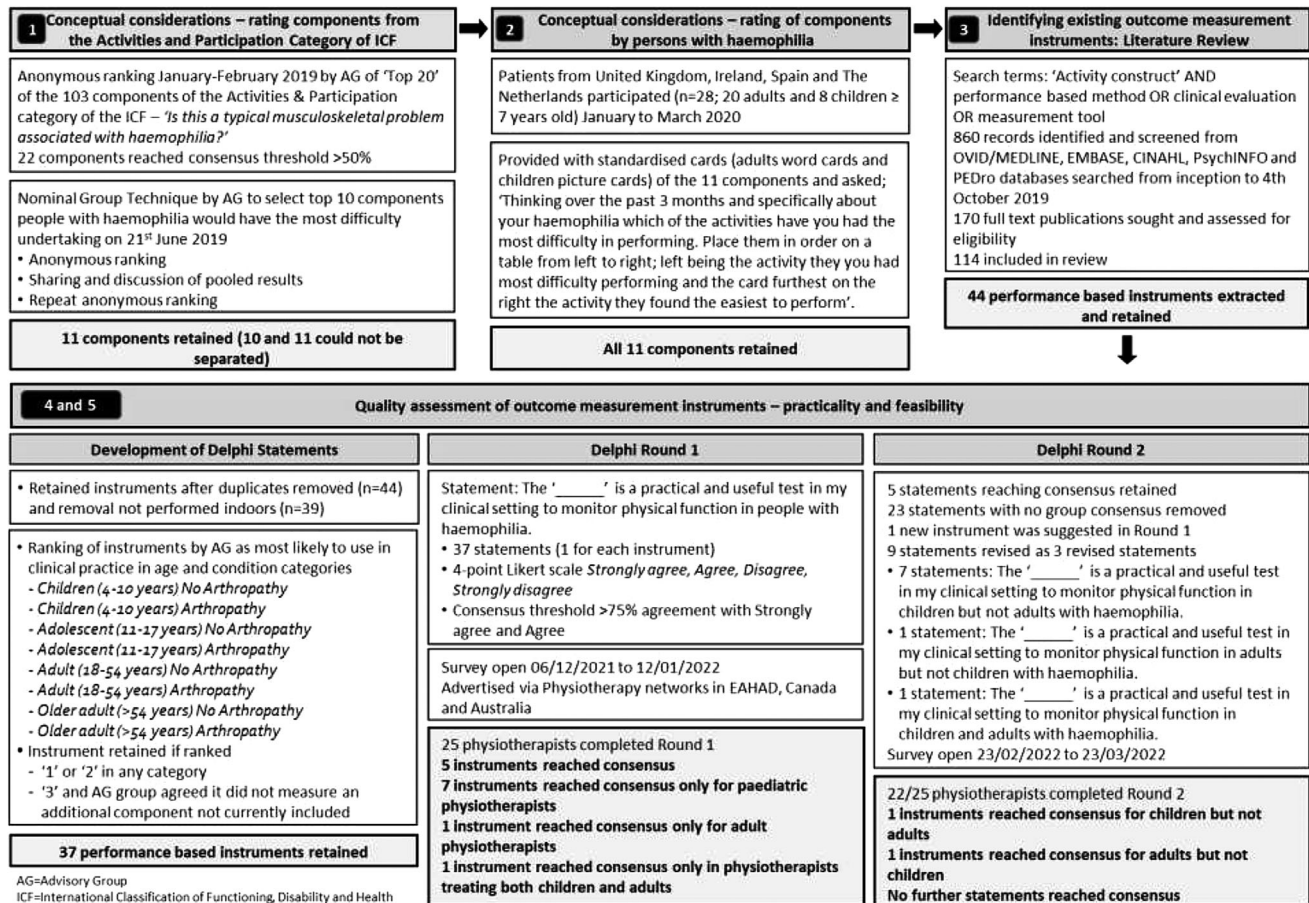 1
Conceptual considerations – rating components from
the Activities and Participation Category of ICF
Anonymous ranking January-February 2019 by AG of 'Top 20'
of the 103 components of the Activities & Participation
category of the ICF – 'Is this a typical musculoskeletal problem
associated with haemophilia?'
22 components reached consensus threshold >50%
Nominal Group Technique by AG to select top 10 components
people with haemophilia would have the most difficulty
undertaking on 21st June 2019
• Anonymous ranking
• Sharing and discussion of pooled results
• Repeat anonymous ranking
11 components retained (10 and 11 could not be
separated)
2
Conceptual considerations – rating of components
by persons with haemophilia
Patients from United Kingdom, Ireland, Spain and The
Netherlands participated (n=28; 20 adults and 8 children ≥
7 years old) January to March 2020
Provided with standardised cards (adults word cards and
children picture cards) of the 11 components and asked;
'Thinking over the past 3 months and specifically about
your haemophilia which of the activities have you had the
most difficulty in performing. Place them in order on a
table from left to right; left being the activity they you had
most difficulty performing and the card furthest on the
right the activity they found the easiest to perform'.
All 11 components retained
3
Identifying existing outcome measurement
instruments: Literature Review
Search terms: 'Activity construct' AND
performance based method OR clinical evaluation
OR measurement tool
860 records identified and screened from
OVID/MEDLINE, EMBASE, CINAHL, PsychINFO and
PEDro databases searched from inception to 4th
October 2019
170 full text publications sought and assessed for
eligibility
114 included in review
44 performance based instruments extracted
and retained
4 and 5
Quality assessment of outcome measurement instruments – practicality and feasibility
Development of Delphi Statements
• Retained instruments after duplicates removed (n=44)
and removal not performed indoors (n=39)
• Ranking of instruments by AG as most likely to use in
clinical practice in age and condition categories
- Children (4-10 years) No Arthropathy
- Children (4-10 years) Arthropathy
- Adolescent (11-17 years) No Arthropathy
- Adolescent (11-17 years) Arthropathy
- Adult (18-54 years) No Arthropathy
- Adult (18-54 years) Arthropathy
- Older adult (>54 years) No Arthropathy
- Older adult (>54 years) Arthropathy
• Instrument retained if ranked
- '1' or '2' in any category
- '3' and AG group agreed it did not measure an
additional component not currently included
37 performance based instruments retained
AG=Advisory Group
ICF=International Classification of Functioning, Disability and Health
Delphi Round 1
Statement: The '______' is a practical and useful test in my
clinical setting to monitor physical function in people with
haemophilia.
• 37 statements (1 for each instrument)
• 4-point Likert scale Strongly agree, Agree, Disagree,
Strongly disagree
• Consensus threshold >75% agreement with Strongly
agree and Agree
Survey open 06/12/2021 to 12/01/2022
Advertised via Physiotherapy networks in EAHAD, Canada
and Australia
25 physiotherapists completed Round 1
5 instruments reached consensus
7 instruments reached consensus only for paediatric
physiotherapists
1 instrument reached consensus only for adult
physiotherapists
1 instrument reached consensus only in physiotherapists
treating both children and adults
Delphi Round 2
5 statements reaching consensus retained
23 statements with no group consensus removed
1 new instrument was suggested in Round 1
9 statements revised as 3 revised statements
• 7 statements: The '______' is a practical and useful test
in my clinical setting to monitor physical function in
children but not adults with haemophilia.
• 1 statement: The '______' is a practical and useful test in
my clinical setting to monitor physical function in adults
but not children with haemophilia.
• 1 statement: The '______' is a practical and useful test in
my clinical setting to monitor physical function in
children and adults with haemophilia.
Survey open 23/02/2022 to 23/03/2022
22/25 physiotherapists completed Round 2
1 instruments reached consensus for children but not
adults
1 instruments reached consensus for adults but not
children
No further statements reached consensus